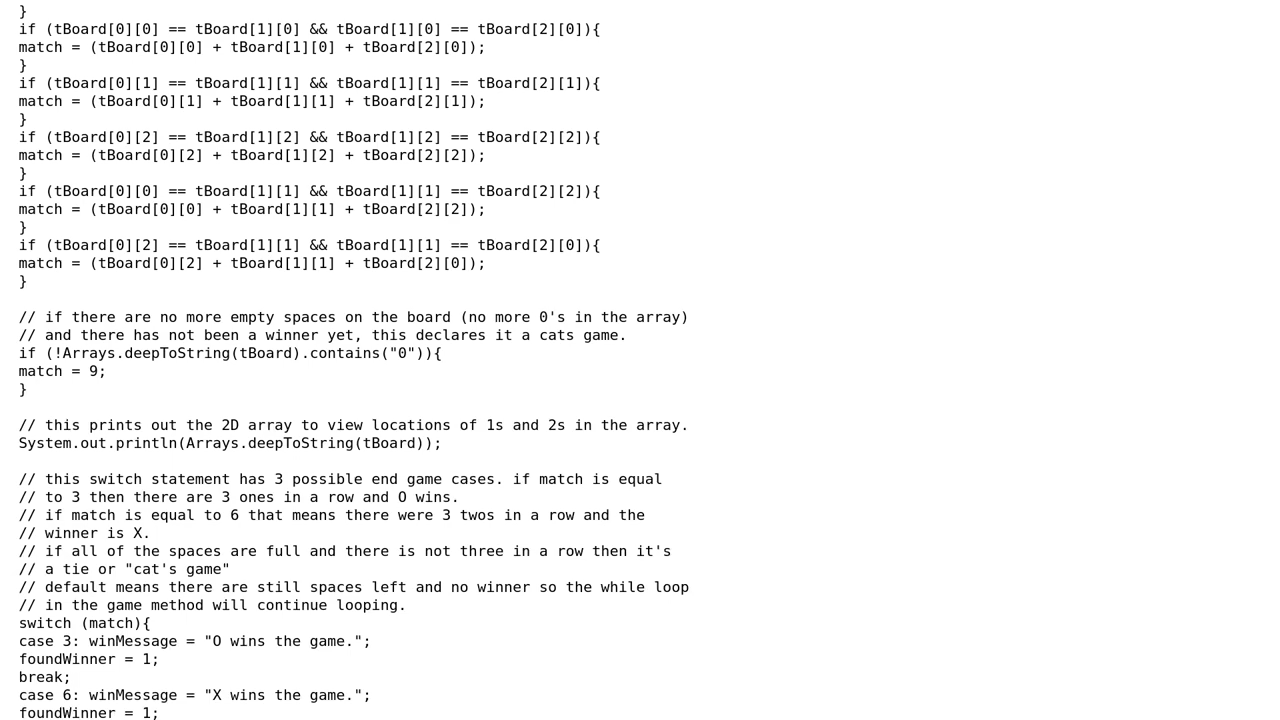 }
if (tBoard[0][0] == tBoard[1][0] && tBoard[1][0] == tBoard[2][0]){
match = (tBoard[0][0] + tBoard[1][0] + tBoard[2][0]);
}
if (tBoard[0][1] == tBoard[1][1] && tBoard[1][1] == tBoard[2][1]){
match = (tBoard[0][1] + tBoard[1][1] + tBoard[2][1]);
}
if (tBoard[0][2] == tBoard[1][2] && tBoard[1][2] == tBoard[2][2]){
match = (tBoard[0][2] + tBoard[1][2] + tBoard[2][2]);
}
if (tBoard[0][0] == tBoard[1][1] && tBoard[1][1] == tBoard[2][2]){
match = (tBoard[0][0] + tBoard[1][1] + tBoard[2][2]);
}
if (tBoard[0][2] == tBoard[1][1] && tBoard[1][1] == tBoard[2][0]){
match = (tBoard[0][2] + tBoard[1][1] + tBoard[2][0]);
}
// if there are no more empty spaces on the board (no more 0's in the array)
// and there has not been a winner yet, this declares it a cats game.
if (!Arrays.deepToString(tBoard).contains("0")){
match = 9;
}
// this prints out the 2D array to view locations of 1s and 2s in the array.
System.out.println(Arrays.deepToString(tBoard));
// this switch statement has 3 possible end game cases. if match is equal
// to 3 then there are 3 ones in a row and O wins.
// if match is equal to 6 that means there were 3 twos in a row and the
// winner is X.
// if all of the spaces are full and there is not three in a row then it's
// a tie or "cat's game"
// default means there are still spaces left and no winner so the while loop
// in the game method will continue looping.
switch (match){
case 3: winMessage = "O wins the game.";
foundWinner = 1;
break;
case 6: winMessage = "X wins the game.";
foundWinner = 1;